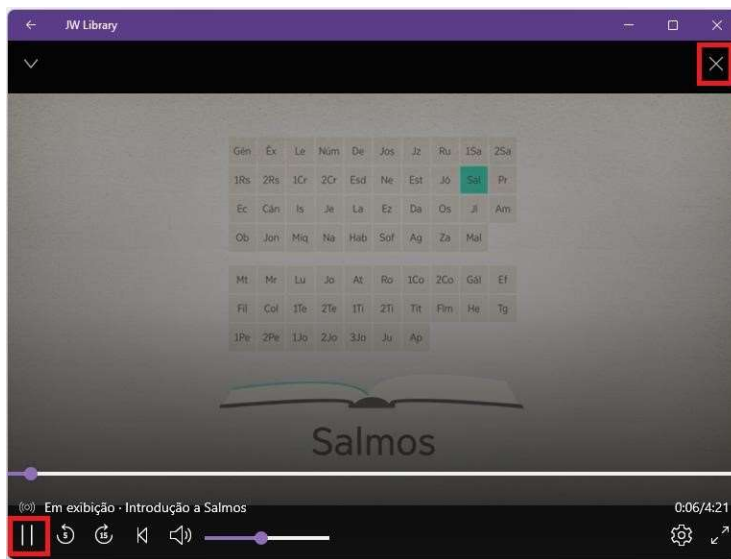 JW Library
Gén Êx Le Núm De Jos Jz Ru 1Sa 2Sa
1Rs 2Rs 1Cr 2Cr Esd Ne Est Jó Sal Pr
Ec Cân Is Je La Ez Da Os Jl Am
Ob Jon Miq Na Hab Sof Ag Za Mal
Mt Mr Lu Jo At Ro 1Co 2Co Gál Ef
Fil Col 1Te 2Te 1Ti 2Ti Tit Flm He Tg
1Pe 2Pe 1Jo 2Jo 3Jo Ju Ap
Salmos
Em exibição · Introdução a Salmos
0:06/4:21
5 15